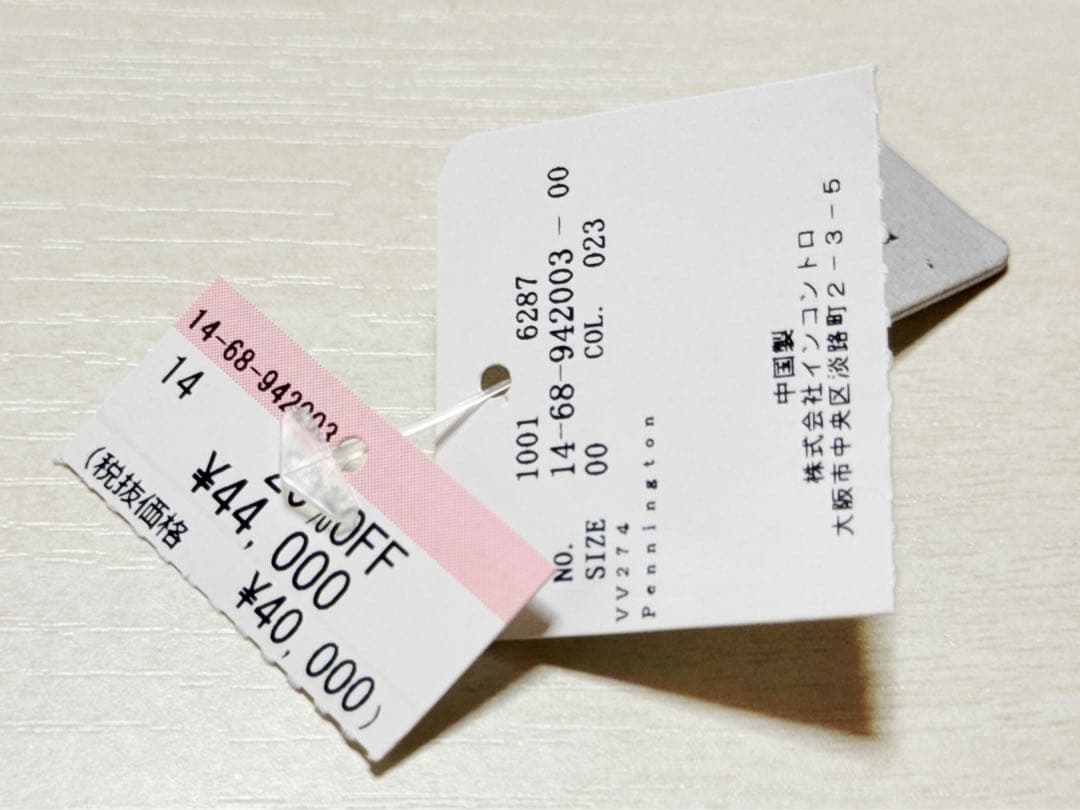 14-68-942003
14
20%OFF
¥44,000
(税抜価格 ¥40,000)
1001 6287
NO. 14-68-942003-00
SIZE 00 COL. 023
VV274
Pennington
中国製
株式会社インコントロ
大阪市中央区淡路町2-3-5